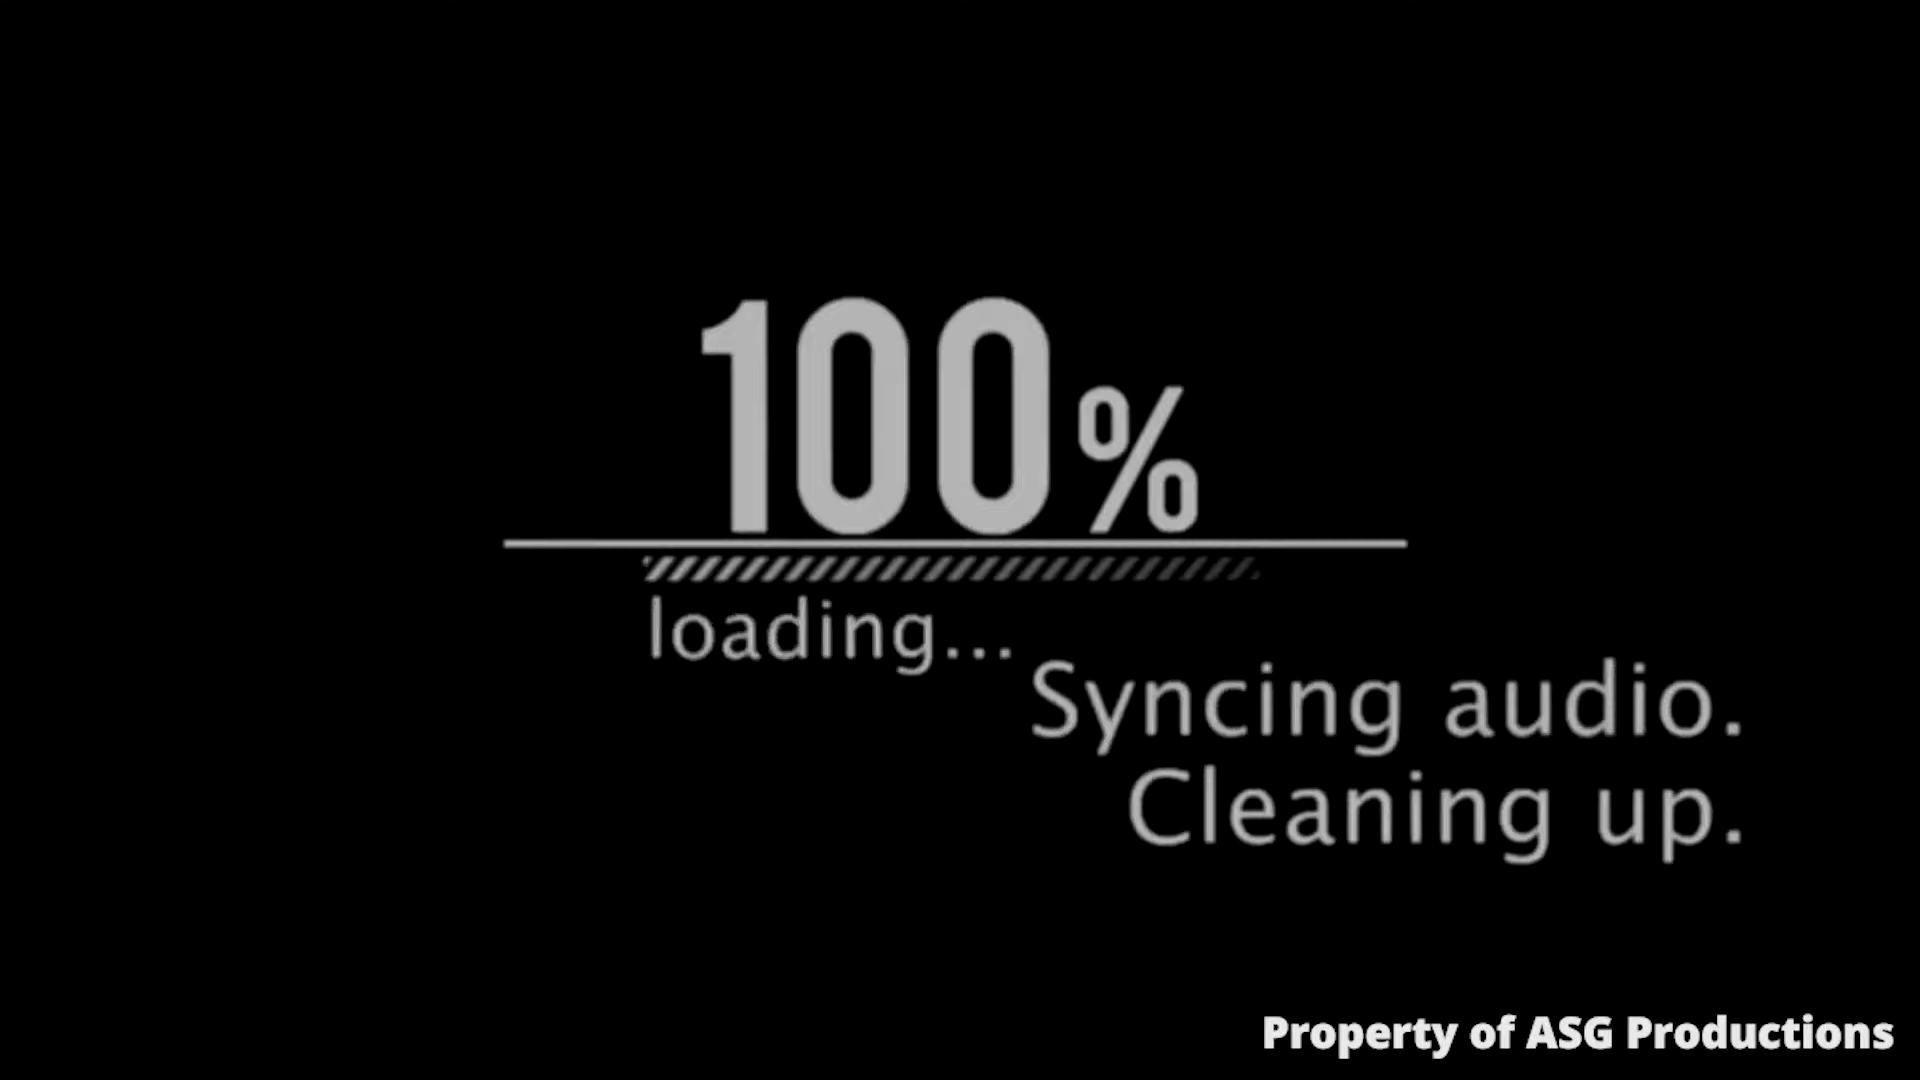 100%
loading...
Syncing audio.
Cleaning up.
Property of ASG Productions